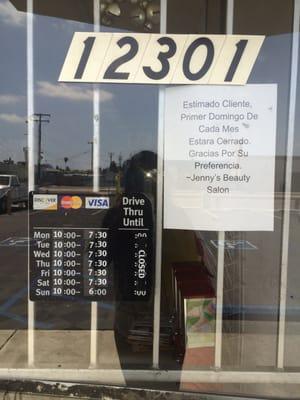 12301
Estimado Cliente,
Primer Domingo De
Cada Mes
Estara Cerrado.
Gracias Por Su
Preferencia.
~Jenny's Beauty
Salon
DISCOVER MasterCard VISA
Drive
Thru
Until
Mon 10:00- 7:30 :00
Tue 10:00- 7:30
Wed 10:00- 7:30
Thu 10:00- 7:30
Fri 10:00- 7:30
Sat 10:00- 7:30
Sun 10:00- 6:00 :00
CLOSED